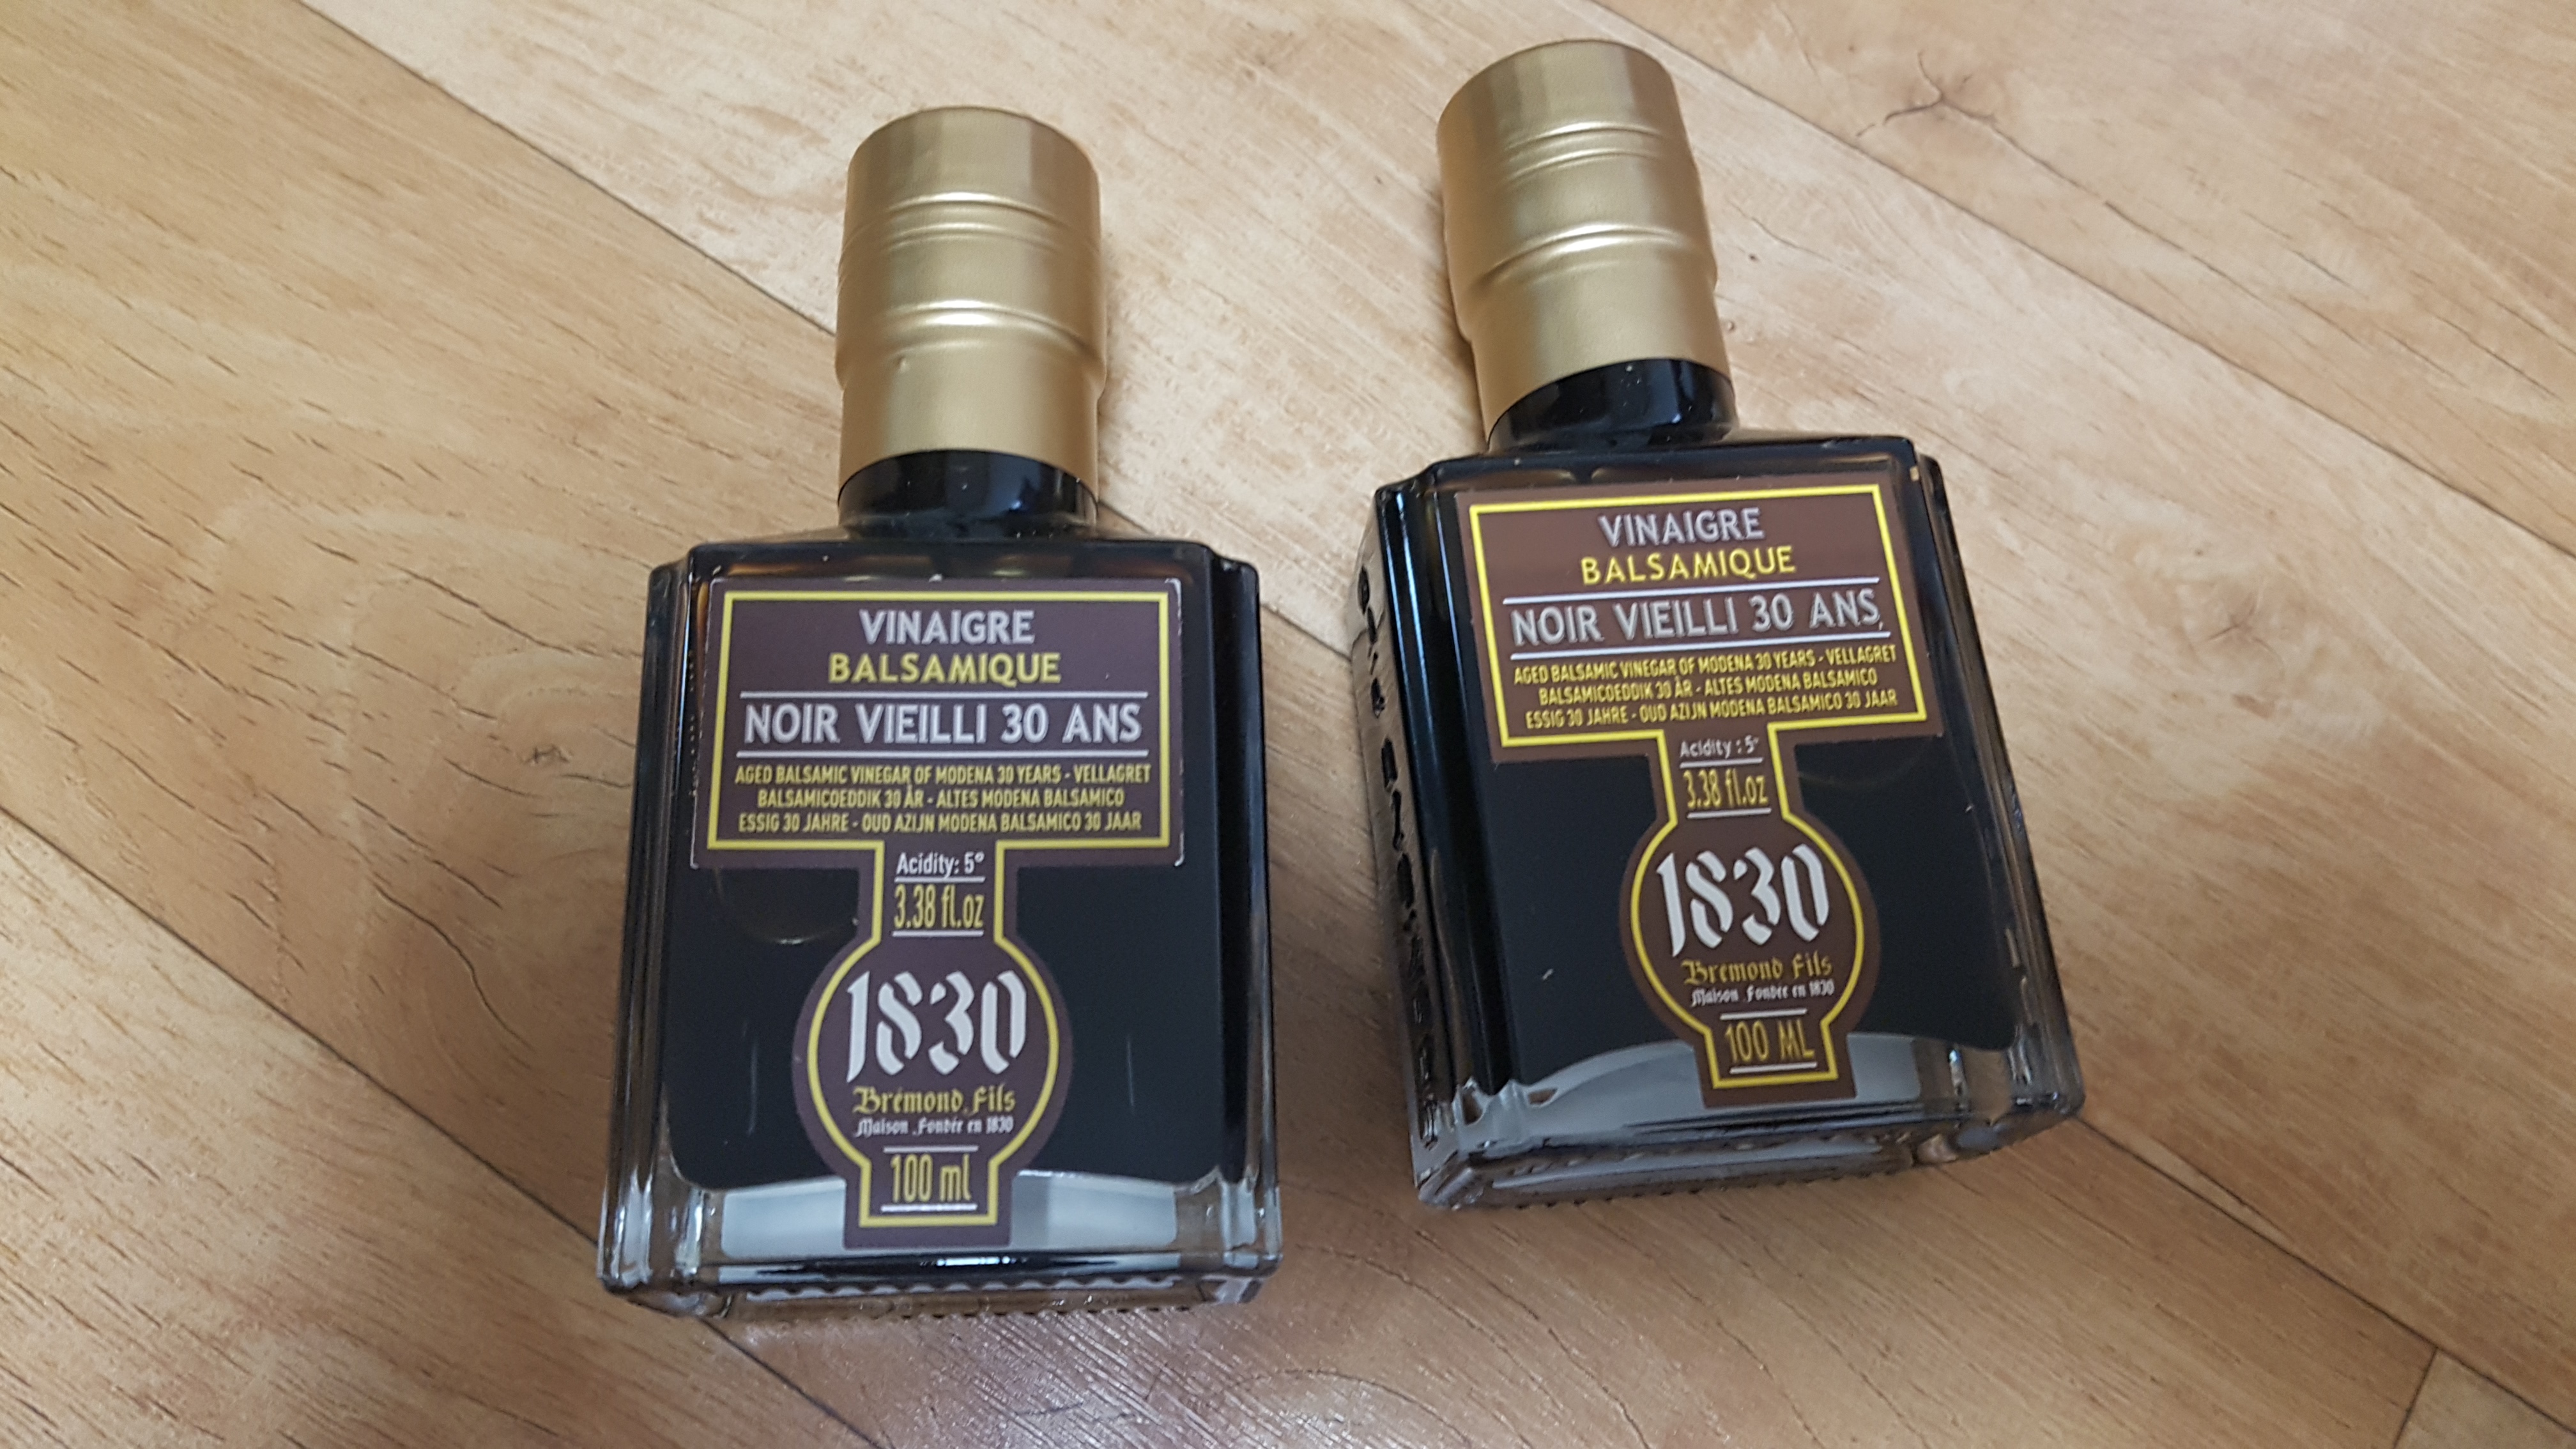 VINAIGRE
BALSAMIQUE
NOIR VIEILLI 30 ANS
AGED BALSAMIC VINEGAR OF MODENA 30 YEARS - VELLAGRET
BALSAMICOEDDIK 30 ÅR - ALTES MODENA BALSAMICO
ESSIG 30 JAHRE - OUD AZIJN MODENA BALSAMICO 30 JAAR
Acidity: 5°
3.38 fl.oz
1830
Brémond Fils
Maison Fondée en 1830
100 ml
VINAIGRE
BALSAMIQUE
NOIR VIEILLI 30 ANS
AGED BALSAMIC VINEGAR OF MODENA 30 YEARS - VELLAGRET
BALSAMICOEDDIK 30 ÅR - ALTES MODENA BALSAMICO
ESSIG 30 JAHRE - OUD AZIJN MODENA BALSAMICO 30 JAAR
Acidity : 5°
3.38 fl.oz
1830
Brémond Fils
Maison Fondée en 1830
100 ML